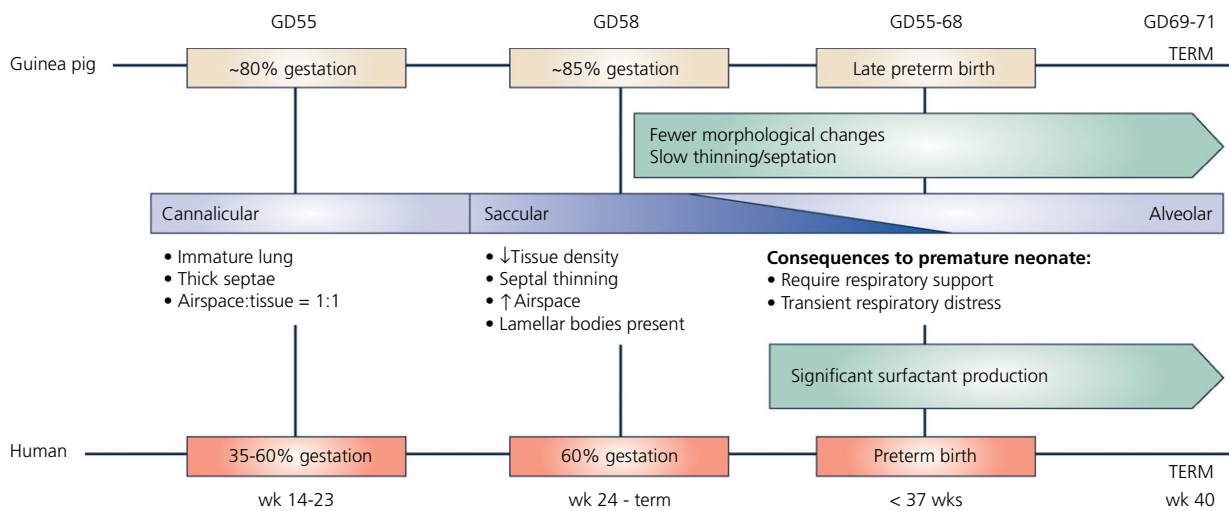 GD55 GD58 GD55-68 GD69-71
Guinea pig ~80% gestation ~85% gestation Late preterm birth TERM
Fewer morphological changes
Slow thinning/septation
Cannalicular Saccular Alveolar
• Immature lung
• Thick septae
• Airspace:tissue = 1:1
• ↓Tissue density
• Septal thinning
• ↑ Airspace
• Lamellar bodies present
Consequences to premature neonate:
• Require respiratory support
• Transient respiratory distress
Significant surfactant production
Human 35-60% gestation 60% gestation Preterm birth TERM
wk 14-23 wk 24 - term < 37 wks wk 40